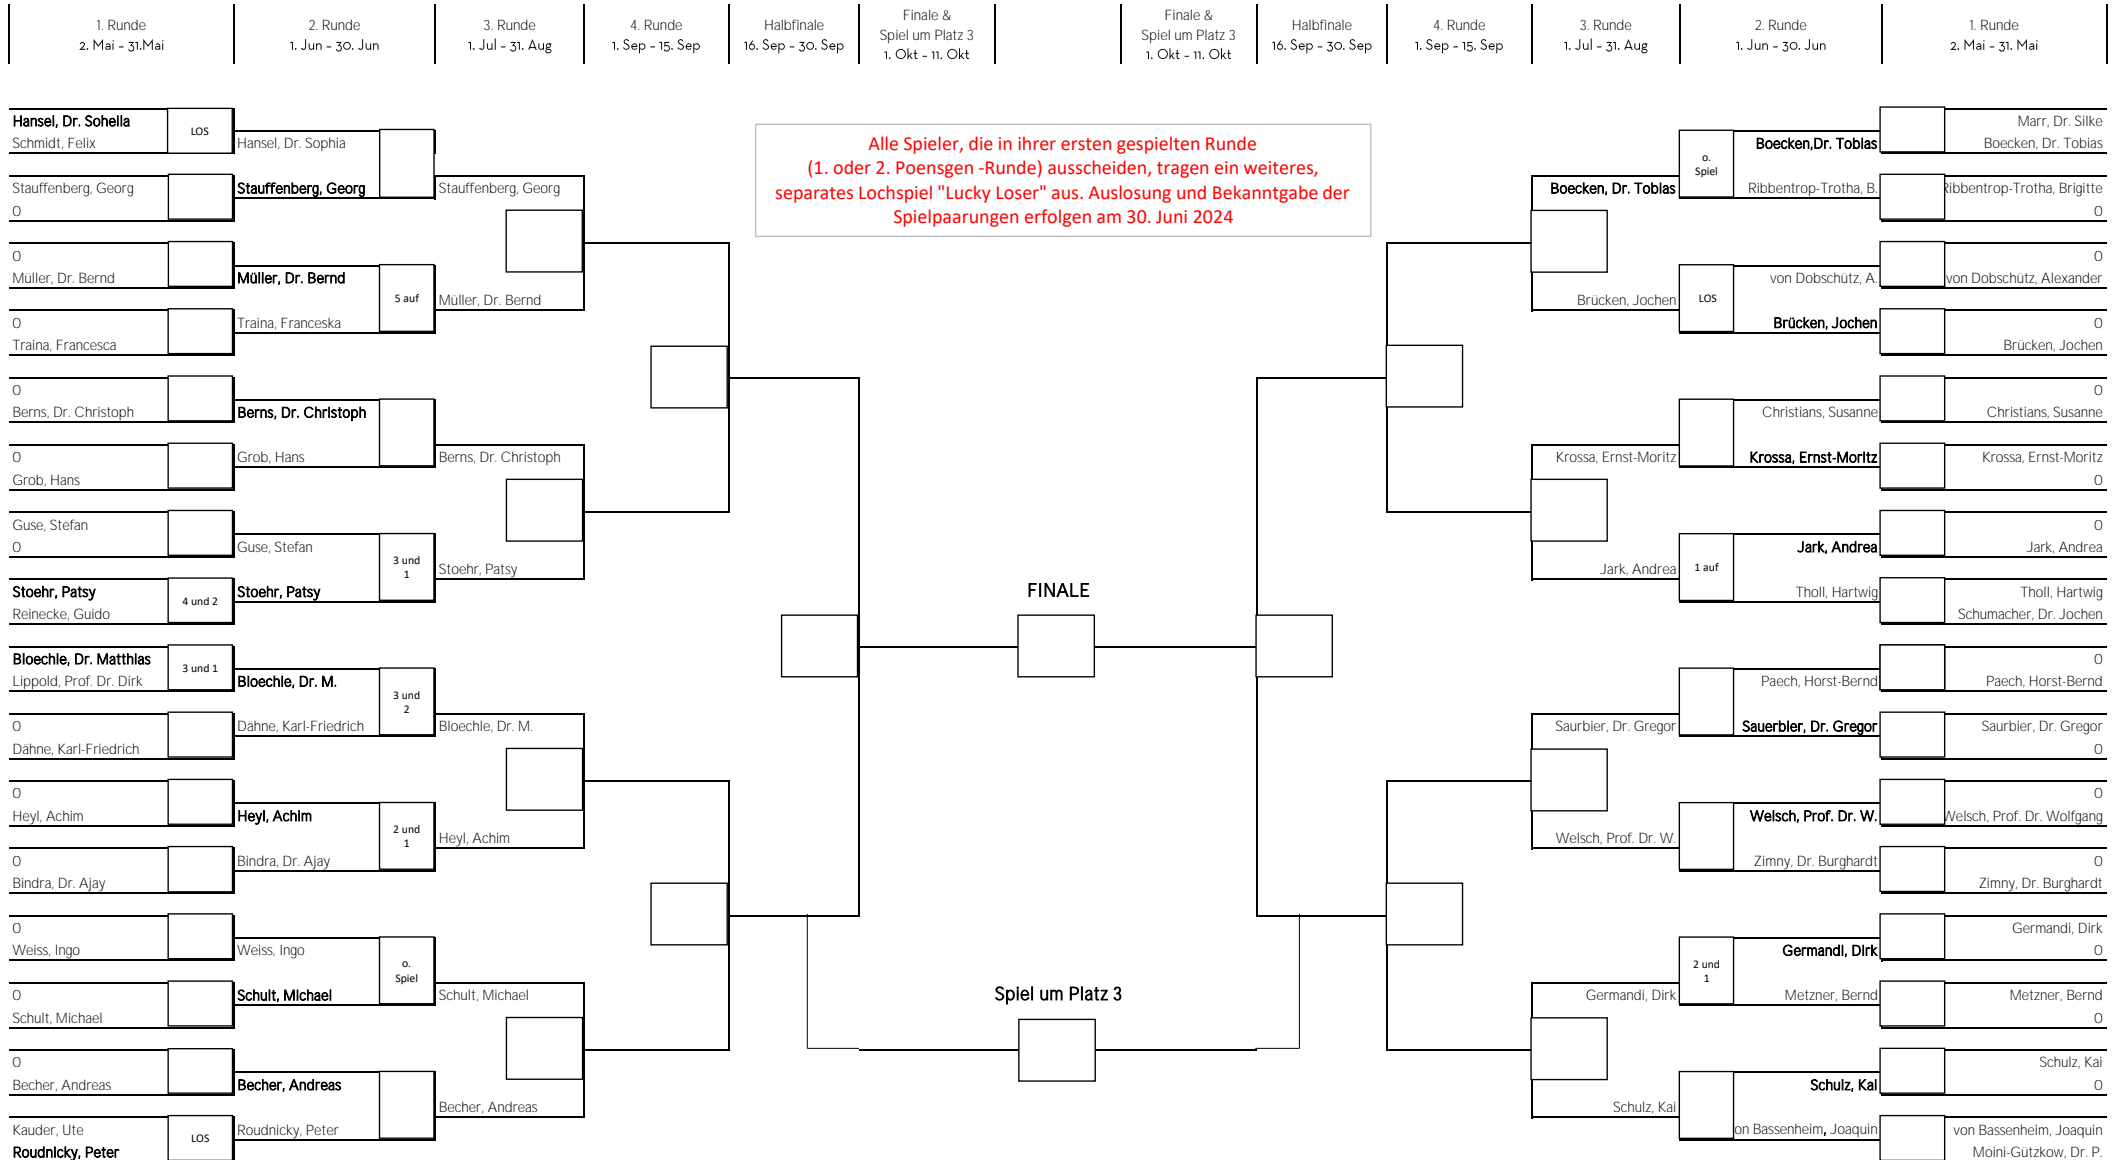 1. Runde
2. Mai - 31.Mai
2. Runde
1. Jun - 30. Jun
3. Runde
1. Jul - 31. Aug
4. Runde
1. Sep - 15. Sep
Halbfinale
16. Sep - 30. Sep
Finale &
Spiel um Platz 3
1. Okt - 11. Okt
Finale &
Spiel um Platz 3
1. Okt - 11. Okt
Halbfinale
16. Sep - 30. Sep
4. Runde
1. Sep - 15. Sep
3. Runde
1. Jul - 31. Aug
2. Runde
1. Jun - 30. Jun
1. Runde
2. Mai - 31. Mai
Hansel, Dr. Sohella
Schmidt, Felix
LOS
Stauffenberg, Georg
0
0
Müller, Dr. Bernd
0
Traina, Francesca
0
Berns, Dr. Christoph
0
Grob, Hans
Guse, Stefan
0
Stoehr, Patsy
Reinecke, Guido
4 und 2
Bloechle, Dr. Matthias
Lippold, Prof. Dr. Dirk
3 und 1
0
Dähne, Karl-Friedrich
0
Heyl, Achim
0
Bindra, Dr. Ajay
0
Weiss, Ingo
0
Schult, Michael
0
Becher, Andreas
Kauder, Ute
Roudnicky, Peter
LOS
Hansel, Dr. Sophia
Stauffenberg, Georg
Müller, Dr. Bernd
Traina, Franceska
5 auf
Berns, Dr. Christoph
Grob, Hans
Guse, Stefan
Stoehr, Patsy
3 und
1
Bloechle, Dr. M.
Dähne, Karl-Friedrich
3 und
2
Heyl, Achim
Bindra, Dr. Ajay
2 und
1
Weiss, Ingo
Schult, Michael
o.
Spiel
Becher, Andreas
Roudnicky, Peter
Stauffenberg, Georg
Müller, Dr. Bernd
Berns, Dr. Christoph
Stoehr, Patsy
Bloechle, Dr. M.
Heyl, Achim
Schult, Michael
Becher, Andreas
Alle Spieler, die in ihrer ersten gespielten Runde
(1. oder 2. Poensgen -Runde) ausscheiden, tragen ein weiteres,
separates Lochspiel "Lucky Loser" aus. Auslosung und Bekanntgabe der
Spielpaarungen erfolgen am 30. Juni 2024
FINALE
Spiel um Platz 3
Boecken, Dr. Tobias
Brücken, Jochen
Krossa, Ernst-Moritz
Jark, Andrea
Saurbier, Dr. Gregor
Welsch, Prof. Dr. W.
Germandi, Dirk
Schulz, Kai
o.
Spiel
Boecken,Dr. Tobias
Ribbentrop-Trotha, B.
LOS
von Dobschütz, A.
Brücken, Jochen
Christians, Susanne
Krossa, Ernst-Moritz
1 auf
Jark, Andrea
Tholl, Hartwig
Paech, Horst-Bernd
Sauerbier, Dr. Gregor
Welsch, Prof. Dr. W.
Zimny, Dr. Burghardt
2 und
1
Germandi, Dirk
Metzner, Bernd
Schulz, Kai
on Bassenheim, Joaquin
Marr, Dr. Silke
Boecken, Dr. Tobias
Ribbentrop-Trotha, Brigitte
0
0
von Dobschütz, Alexander
0
Brücken, Jochen
0
Christians, Susanne
Krossa, Ernst-Moritz
0
0
Jark, Andrea
Tholl, Hartwig
Schumacher, Dr. Jochen
0
Paech, Horst-Bernd
Saurbier, Dr. Gregor
0
0
Welsch, Prof. Dr. Wolfgang
0
Zimny, Dr. Burghardt
Germandi, Dirk
0
Metzner, Bernd
0
Schulz, Kai
0
von Bassenheim, Joaquin
Moini-Gützkow, Dr. P.